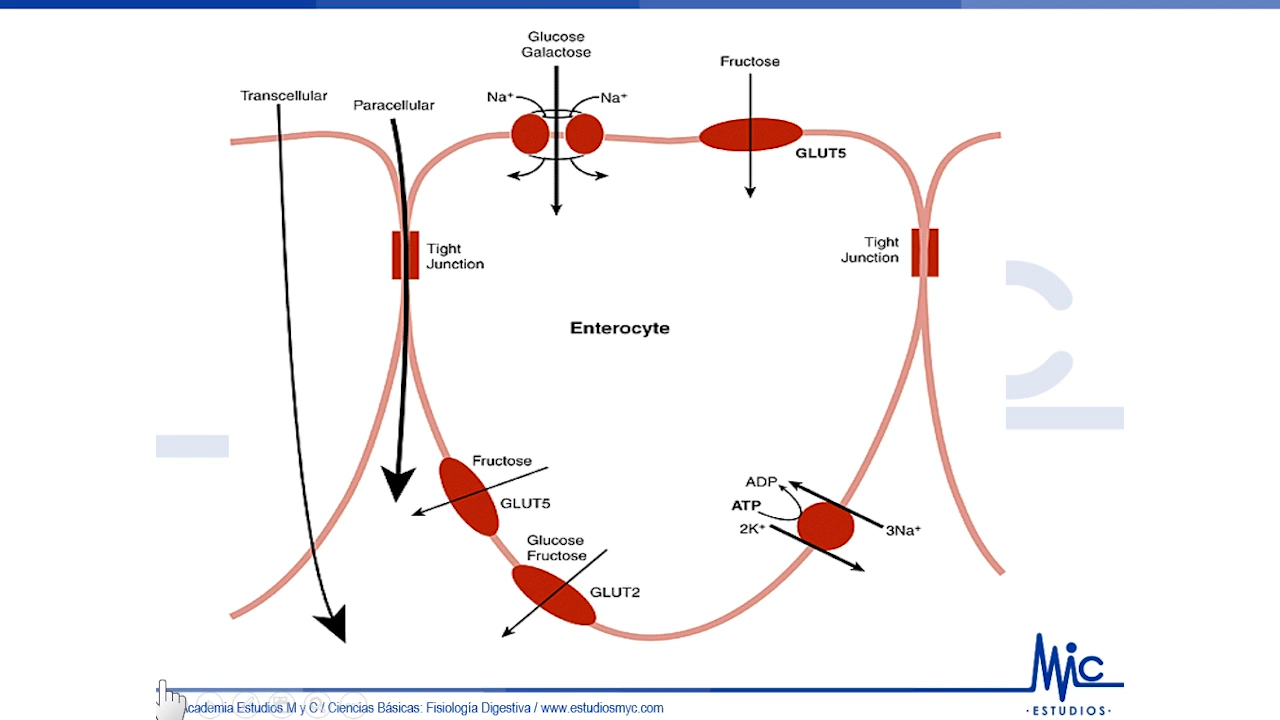 Glucose
Galactose
Fructose
Transcellular
Paracellular
Na⁺
Na⁺
GLUT5
Tight
Junction
Tight
Junction
Enterocyte
Fructose
GLUT5
Glucose
Fructose
GLUT2
ADP
ATP
2K⁺
3Na⁺
MiC
·ESTUDIOS·
Academia Estudios M y C / Ciencias Básicas: Fisiología Digestiva / www.estudiosmyc.com